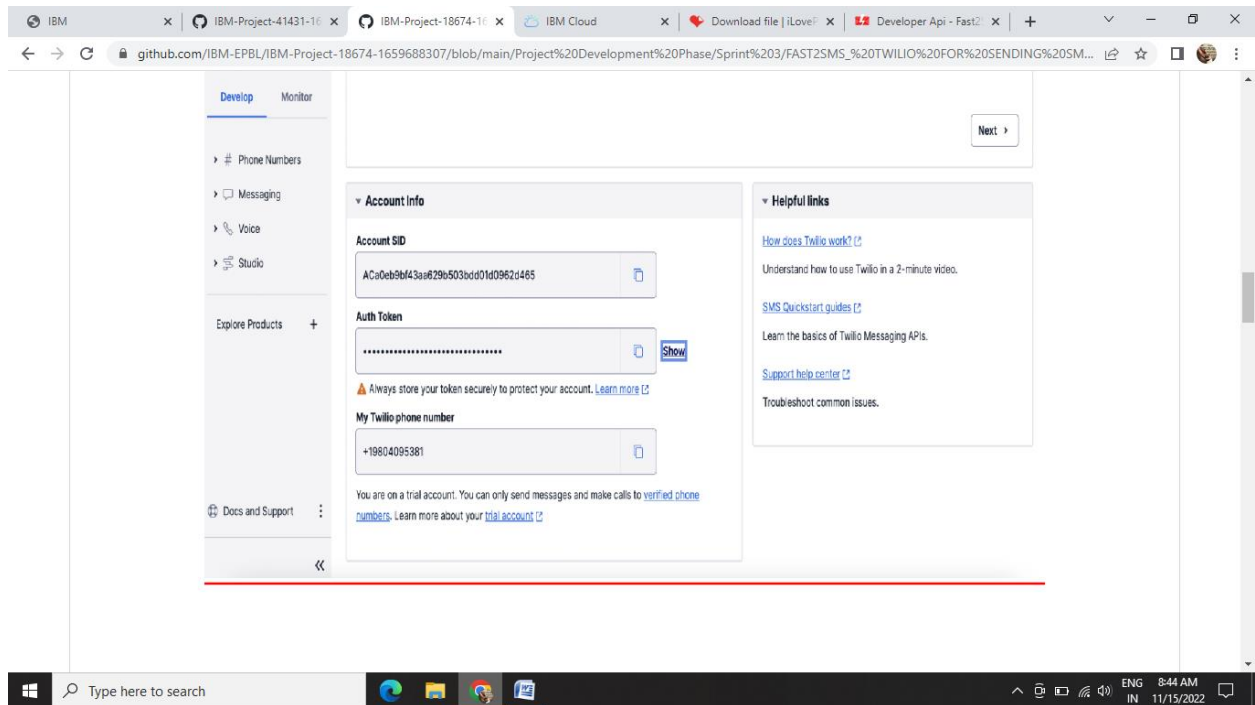 IBM
IBM-Project-41431-16
IBM-Project-18674-16
IBM Cloud
Download file | iLoveP
Developer Api - Fast2S
github.com/IBM-EPBL/IBM-Project-18674-1659688307/blob/main/Project%20Development%20Phase/Sprint%203/FAST2SMS_%20TWILIO%20FOR%20SENDING%20SM...
Develop Monitor
Next
# Phone Numbers
Messaging
Voice
Studio
Explore Products +
Docs and Support
Account Info
Account SID
ACa0eb9bf43aa629b503bdd01d0962d465
Auth Token
•••••••••••••••••••••••••••••••• Show
Always store your token securely to protect your account. Learn more
My Twilio phone number
+19804095381
You are on a trial account. You can only send messages and make calls to verified phone
numbers. Learn more about your trial account
Helpful links
How does Twilio work?
Understand how to use Twilio in a 2-minute video.
SMS Quickstart guides
Learn the basics of Twilio Messaging APIs.
Support help center
Troubleshoot common issues.
Type here to search
ENG 8:44 AM
IN 11/15/2022